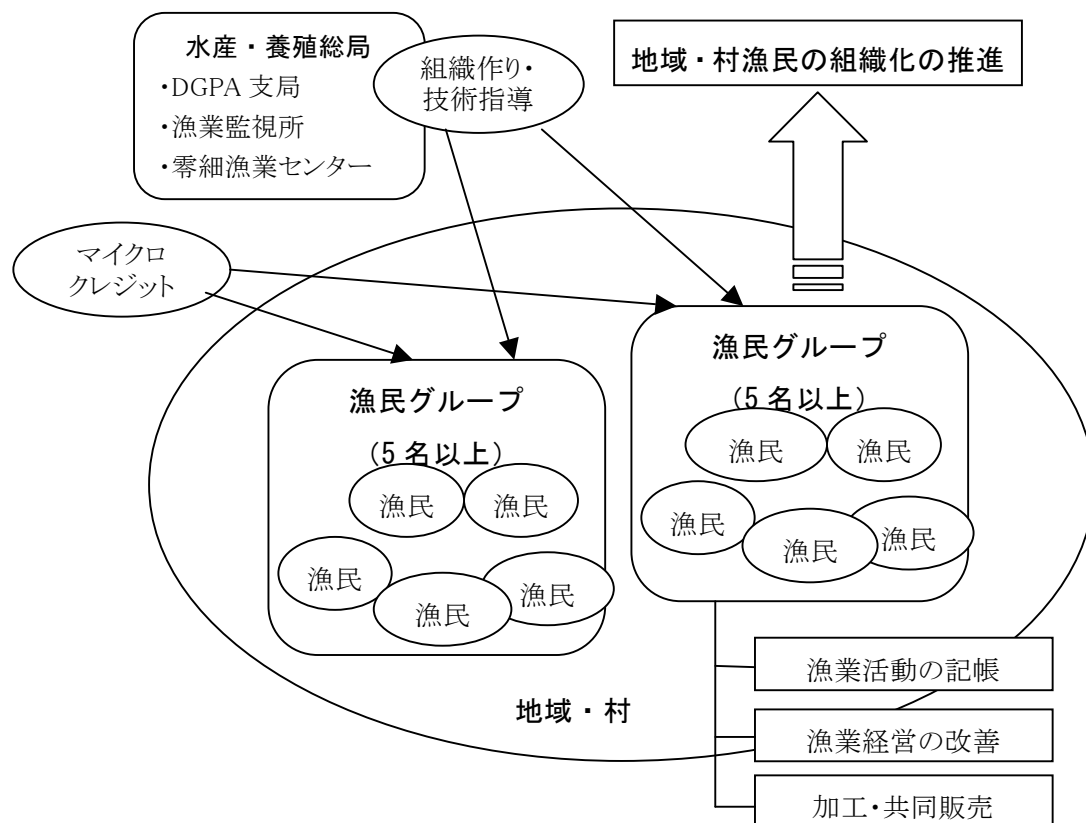 水産・養殖総局
・DGPA 支局
・漁業監視所
・零細漁業センター
組織作り・
技術指導
地域・村漁民の組織化の推進
マイクロ
クレジット
漁民グループ
(5 名以上)
漁民
漁民
漁民
漁民
漁民
漁民グループ
(5 名以上)
漁民
漁民
漁民
漁民
漁民
地域・村
漁業活動の記帳
漁業経営の改善
加工・共同販売